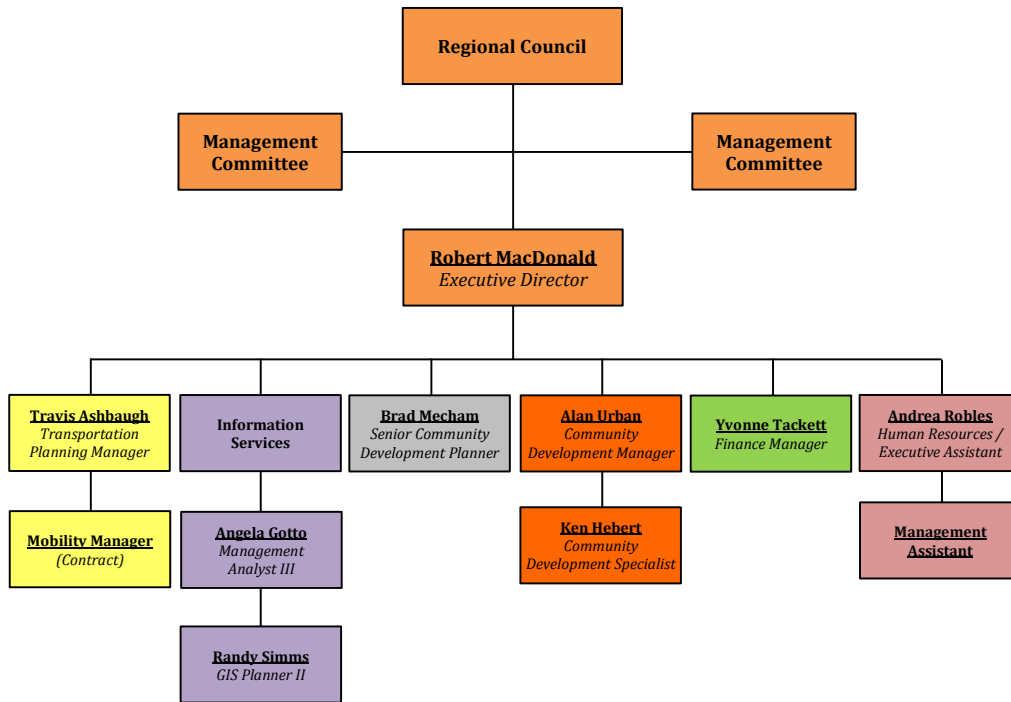 Regional Council
Management
Committee
Management
Committee
Robert MacDonald
Executive Director
Travis Ashbaugh
Transportation
Planning Manager
Information
Services
Brad Mecham
Senior Community
Development Planner
Alan Urban
Community
Development Manager
Yvonne Tackett
Finance Manager
Andrea Robles
Human Resources /
Executive Assistant
Mobility Manager
(Contract)
Angela Gotto
Management
Analyst III
Ken Hebert
Community
Development Specialist
Management
Assistant
Randy Simms
GIS Planner II